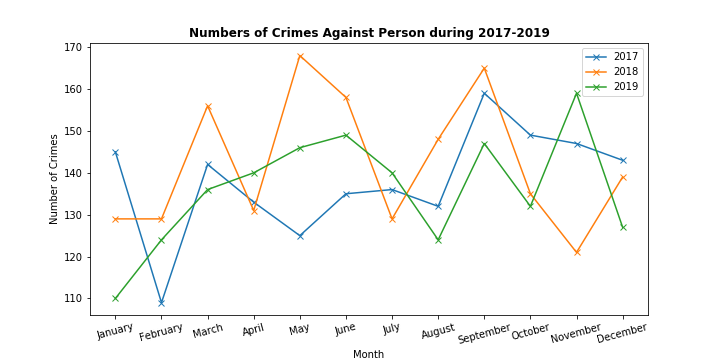 Numbers of Crimes Against Person during 2017-2019
170
160
150
140
130
120
110
Number of Crimes
2017
2018
2019
January
February
March
April
May
June
July
August
September
October
November
December
Month